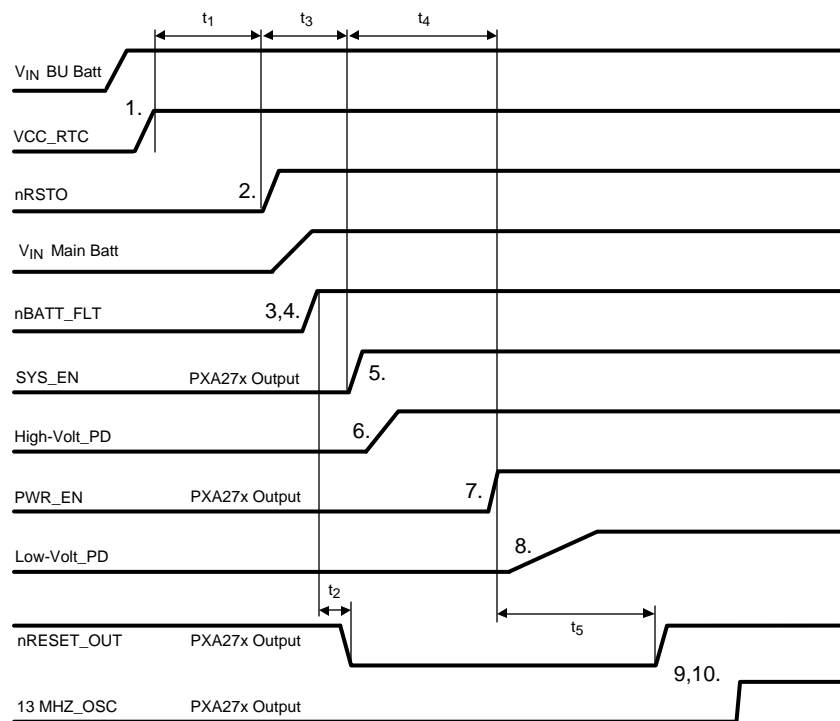 t1 t3 t4
VIN BU Batt
1.
VCC_RTC
2.
nRSTO
VIN Main Batt
3,4.
nBATT_FLT
SYS_EN PXA27x Output 5.
6.
High-Volt_PD
7.
PWR_EN PXA27x Output
8.
Low-Volt_PD
t2
t5
nRESET_OUT PXA27x Output
9,10.
13 MHZ_OSC PXA27x Output